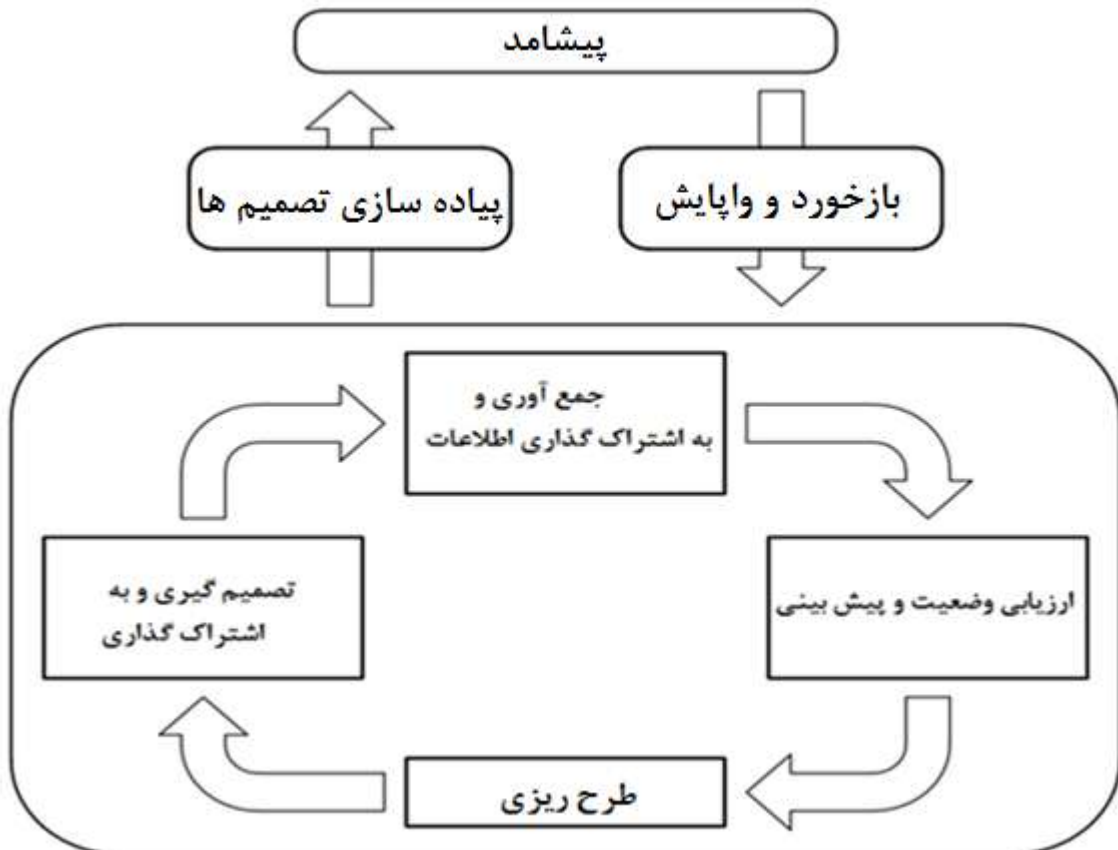 پیشامد
بازخورد و واپایش
پیاده سازی تصمیم ها
جمع آوری و
به اشتراک گذاری اطلاعات
ارزیابی وضعیت و پیش بینی
تصمیم گیری و به
اشتراک گذاری
طرح ریزی